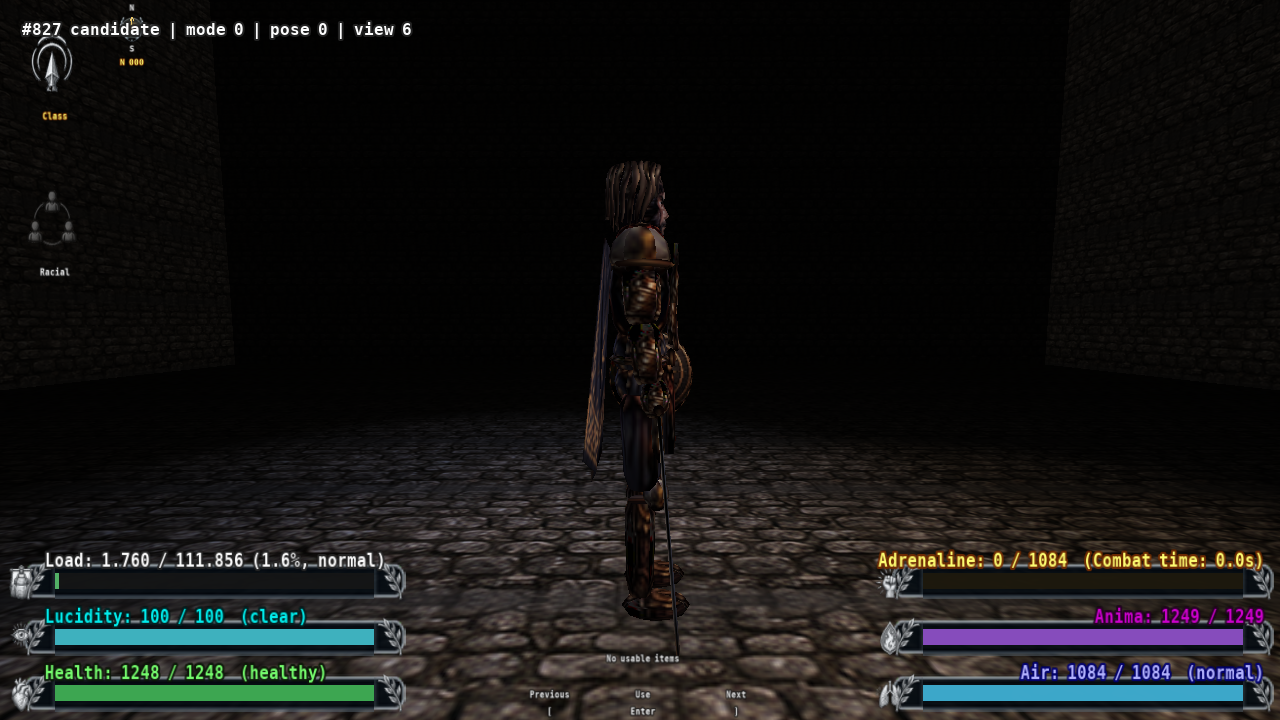 #827 candidate | mode 0 | pose 0 | view 6
N
S
N 000
Class
Racial
Load: 1.760 / 111.856 (1.6%, normal)
Lucidity: 100 / 100 (clear)
Health: 1248 / 1248 (healthy)
Adrenaline: 0 / 1084 (Combat time: 0.0s)
Anima: 1249 / 1249
Air: 1084 / 1084 (normal)
No usable items
Previous Use Next
[ Enter ]